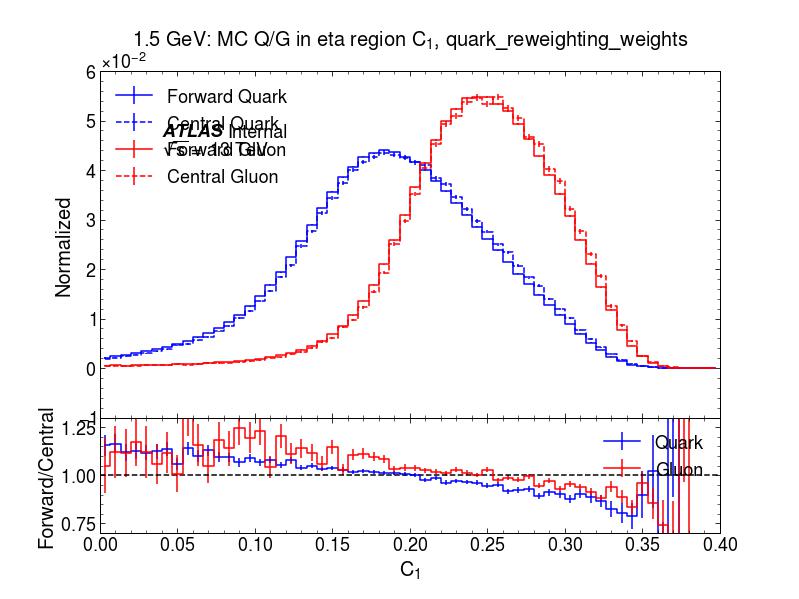 1.5 GeV: MC Q/G in eta region C₁, quark_reweighting_weights
×10⁻²
6
5
4
3
2
1
0
−1
Normalized
Forward Quark
Central Quark
ATLAS Internal
Forward Gluon
√s = 13 TeV
Central Gluon
Forward/Central
1.25
1.00
0.75
Quark
Gluon
0.00 0.05 0.10 0.15 0.20 0.25 0.30 0.35 0.40
C₁